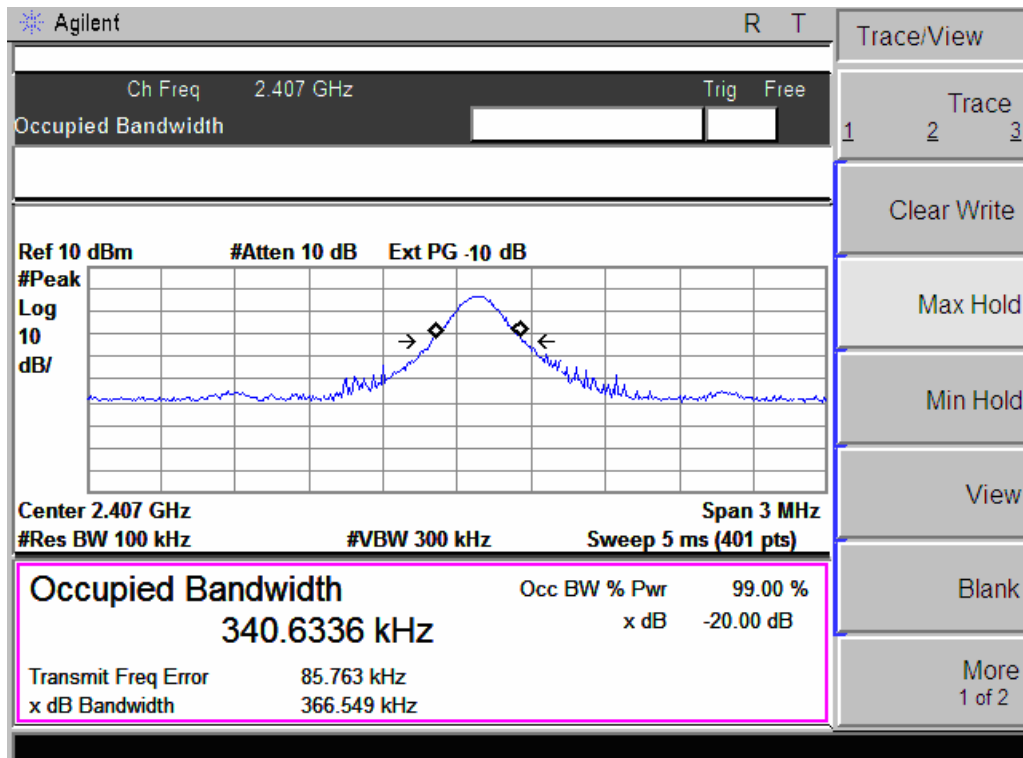 Agilent R T
Ch Freq 2.407 GHz Trig Free
Occupied Bandwidth
Ref 10 dBm #Atten 10 dB Ext PG -10 dB
#Peak
Log
10
dB/
Center 2.407 GHz Span 3 MHz
#Res BW 100 kHz #VBW 300 kHz Sweep 5 ms (401 pts)
Occupied Bandwidth Occ BW % Pwr 99.00 %
340.6336 kHz x dB -20.00 dB
Transmit Freq Error 85.763 kHz
x dB Bandwidth 366.549 kHz
Trace/View
Trace
1 2 3
Clear Write
Max Hold
Min Hold
View
Blank
More
1 of 2